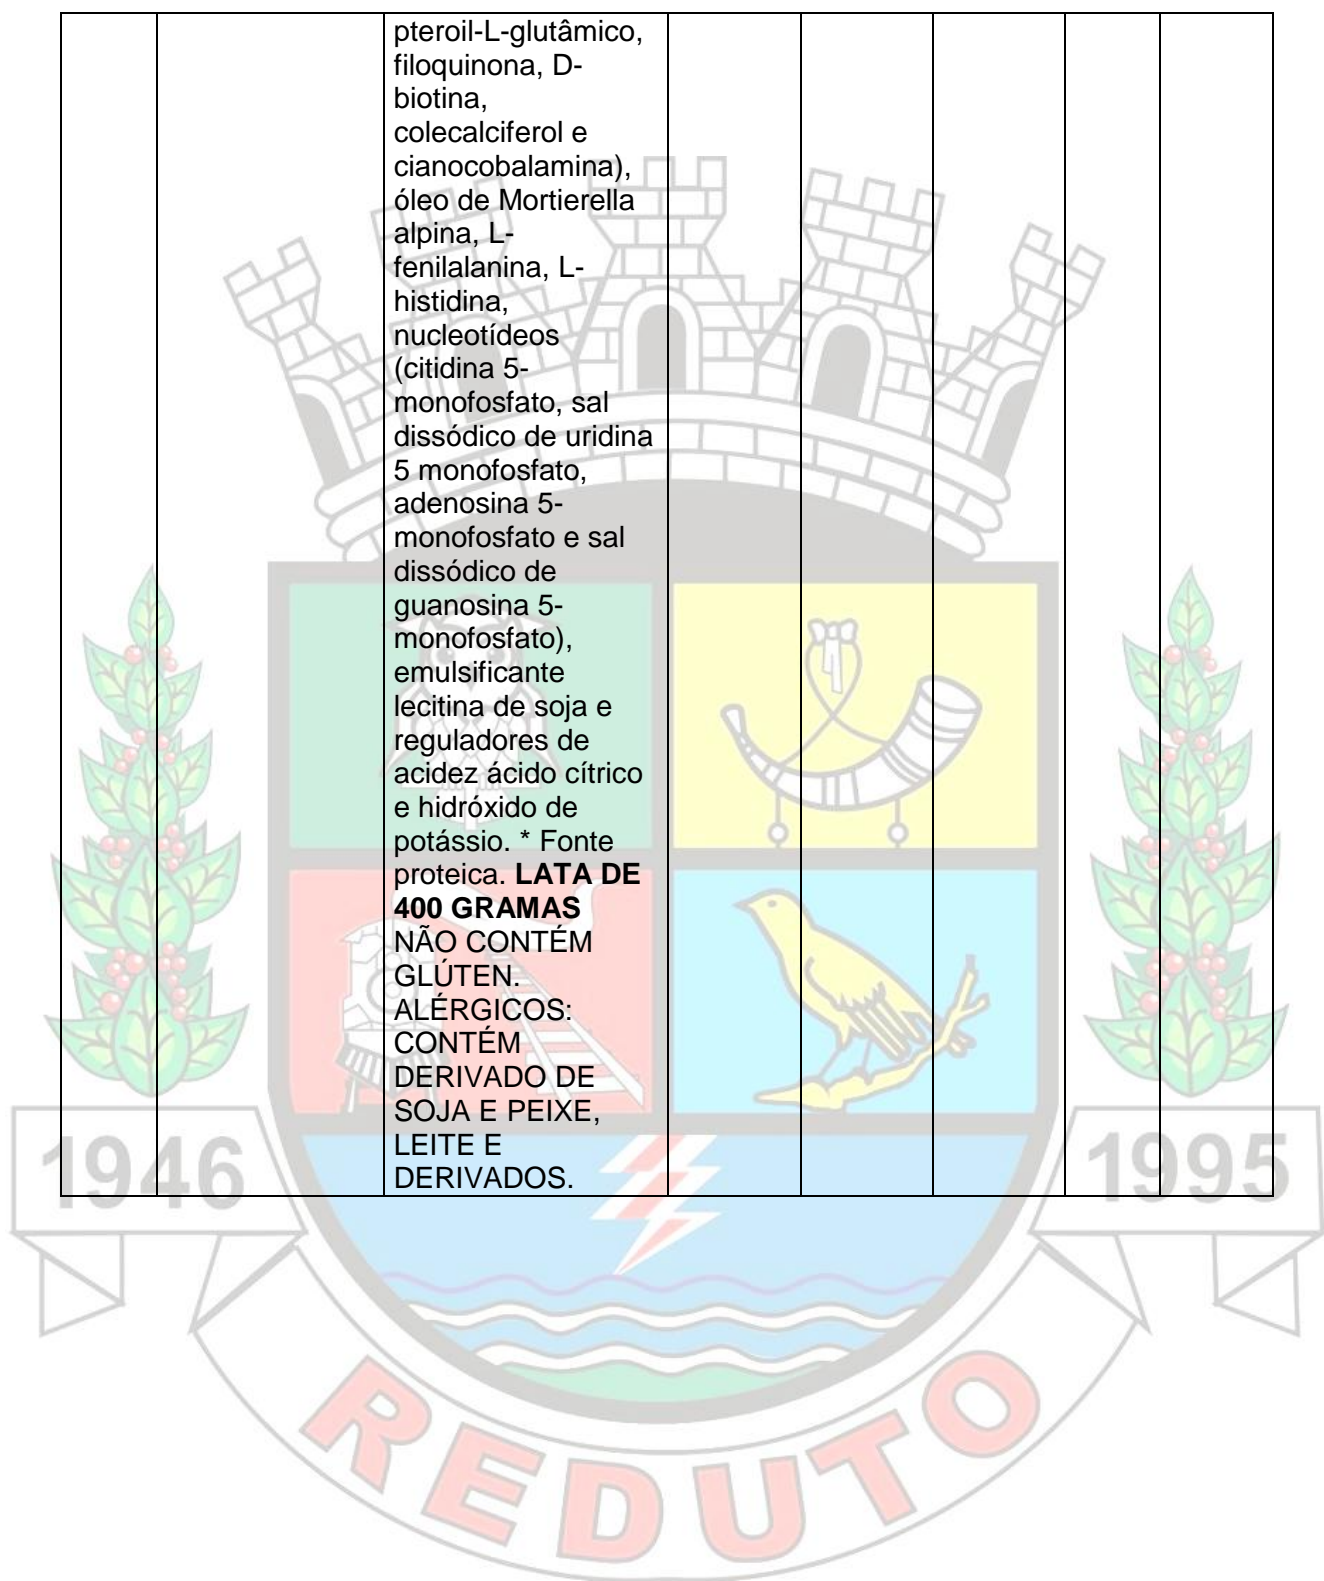 pteroil-L-glutâmico,
filoquinona, D-
biotina,
colecalciferol e
cianocobalamina),
óleo de Mortierella
alpina, L-
fenilalanina, L-
histidina,
nucleotídeos
(citidina 5-
monofosfato, sal
dissódico de uridina
5 monofosfato,
adenosina 5-
monofosfato e sal
dissódico de
guanosina 5-
monofosfato),
emulsificante
lecitina de soja e
reguladores de
acidez ácido cítrico
e hidróxido de
potássio. * Fonte
proteica. LATA DE
400 GRAMAS
NÃO CONTÉM
GLÚTEN.
ALÉRGICOS:
CONTÉM
DERIVADO DE
SOJA E PEIXE,
LEITE E
DERIVADOS.
1946
1995
REDUTO